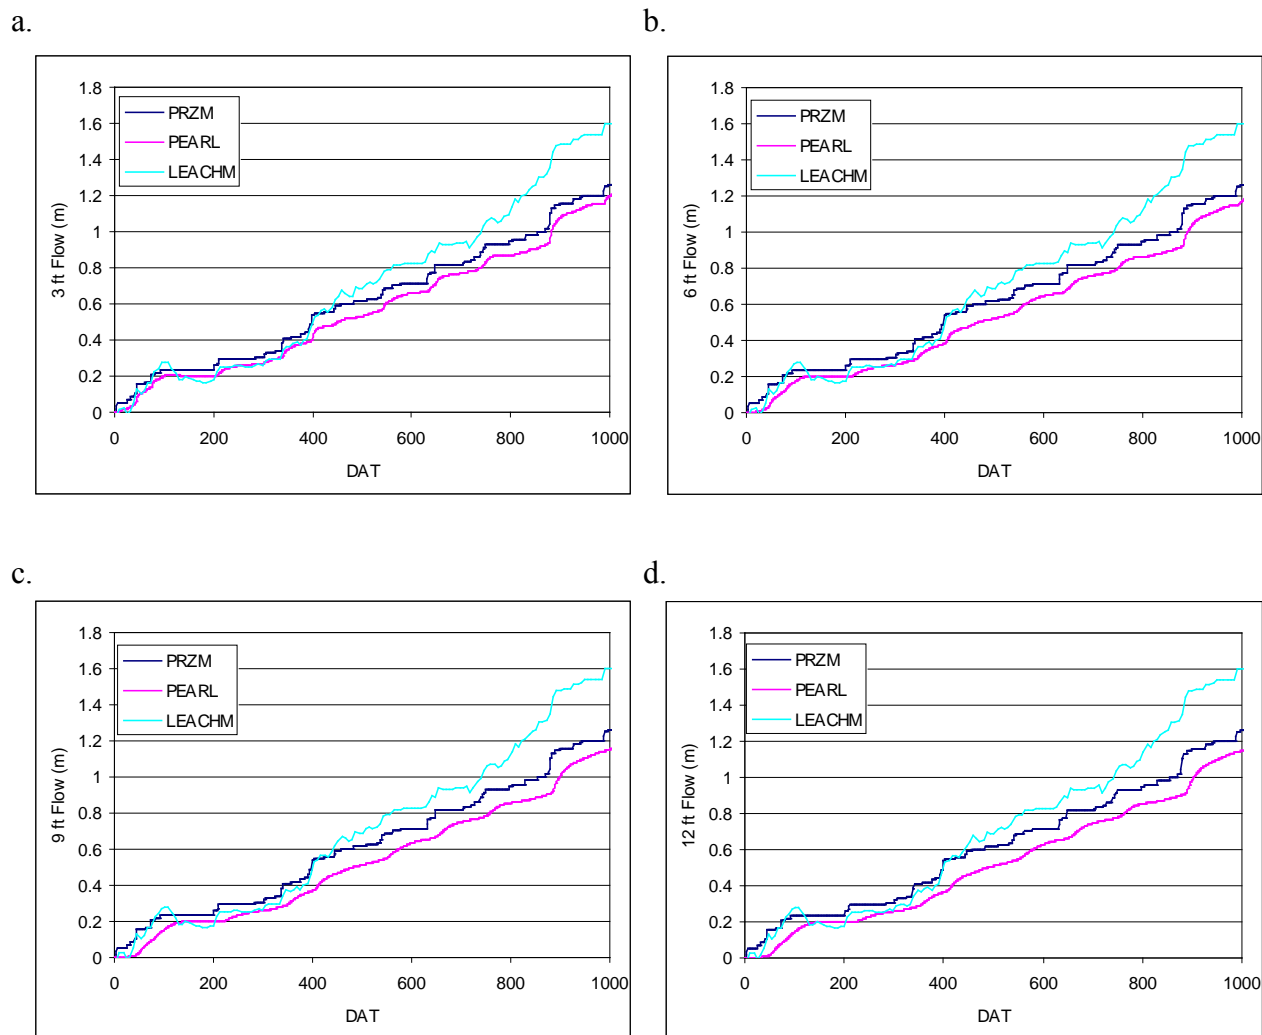 a.
1.8
1.6
1.4
1.2
1
0.8
0.6
0.4
0.2
0
3 ft Flow (m)
PRZM
PEARL
LEACHM
0 200 400 600 800 1000
DAT
b.
1.8
1.6
1.4
1.2
1
0.8
0.6
0.4
0.2
0
6 ft Flow (m)
PRZM
PEARL
LEACHM
0 200 400 600 800 1000
DAT
c.
1.8
1.6
1.4
1.2
1
0.8
0.6
0.4
0.2
0
9 ft Flow (m)
PRZM
PEARL
LEACHM
0 200 400 600 800 1000
DAT
d.
1.8
1.6
1.4
1.2
1
0.8
0.6
0.4
0.2
0
12 ft Flow (m)
PRZM
PEARL
LEACHM
0 200 400 600 800 1000
DAT